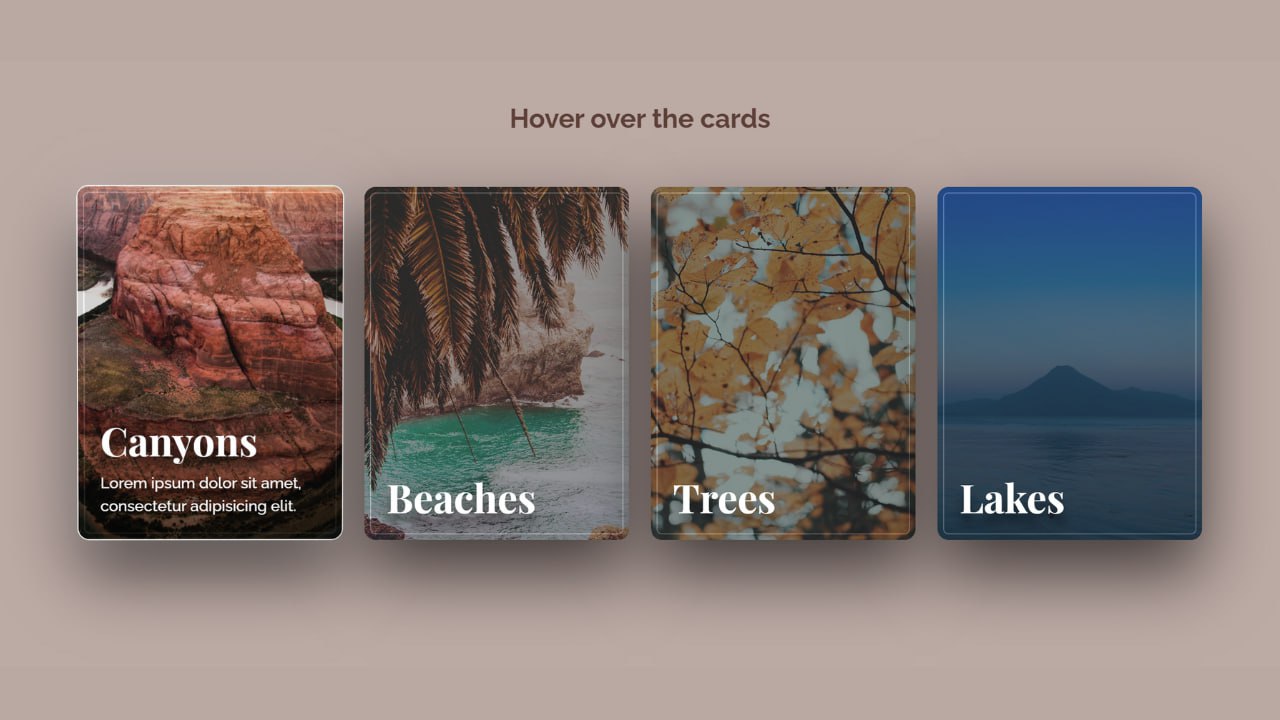 Hover over the cards
Canyons
Lorem ipsum dolor sit amet,
consectetur adipisicing elit.
Beaches
Trees
Lakes